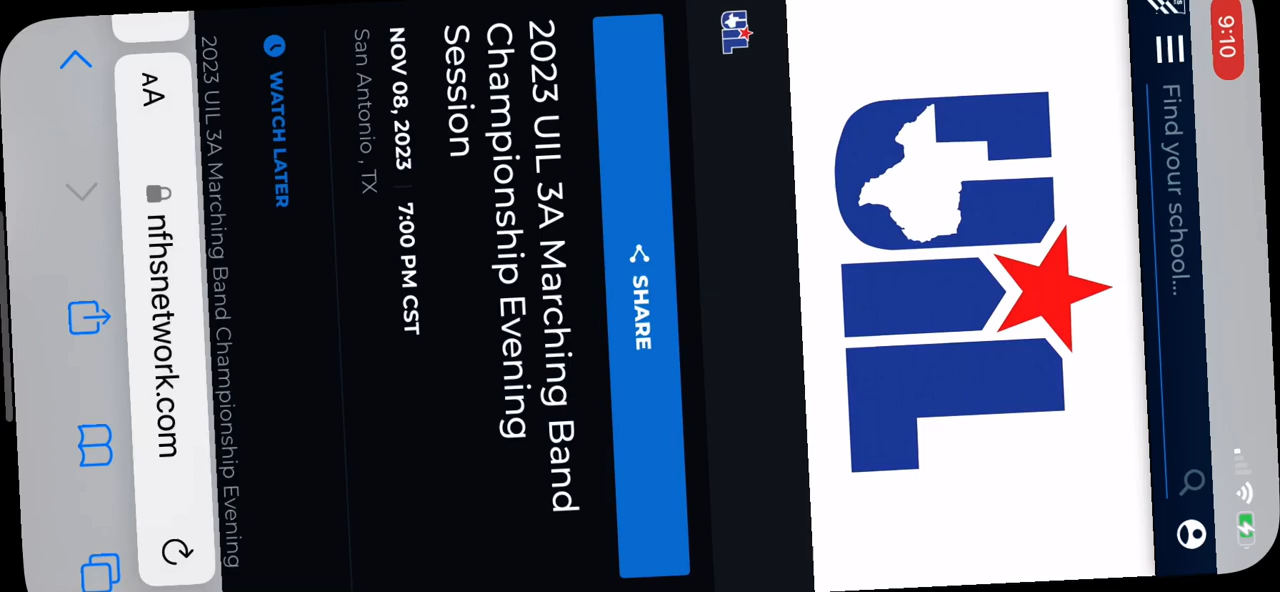 9:10
Find your school...
UIL
UIL
SHARE
2023 UIL 3A Marching Band
Championship Evening
Session
NOV 08, 2023 | 7:00 PM CST
San Antonio , TX
WATCH LATER
2023 UIL 3A Marching Band Championship Evening
AA
nfhsnetwork.com